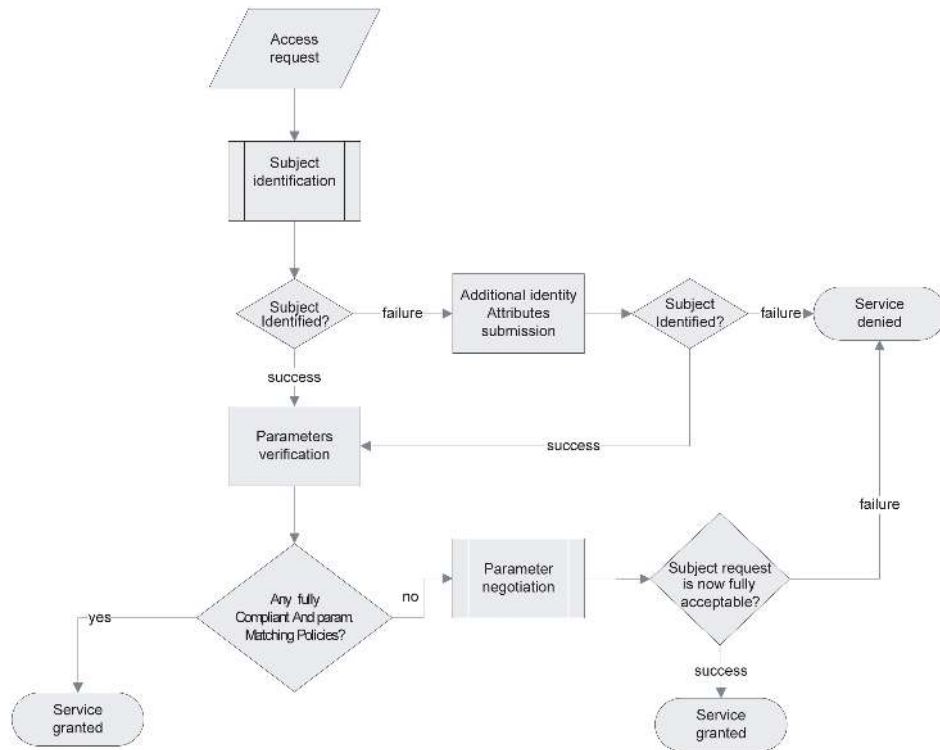 Access
request
Subject
identification
Subject
Identified?
failure
Additional identity
Attributes
submission
Subject
Identified?
failure
Service
denied
success
Parameters
verification
success
failure
Any fully
Compliant And param.
Matching Policies?
yes
no
Parameter
negotiation
Subject request
is now fully
acceptable?
success
Service
granted
Service
granted